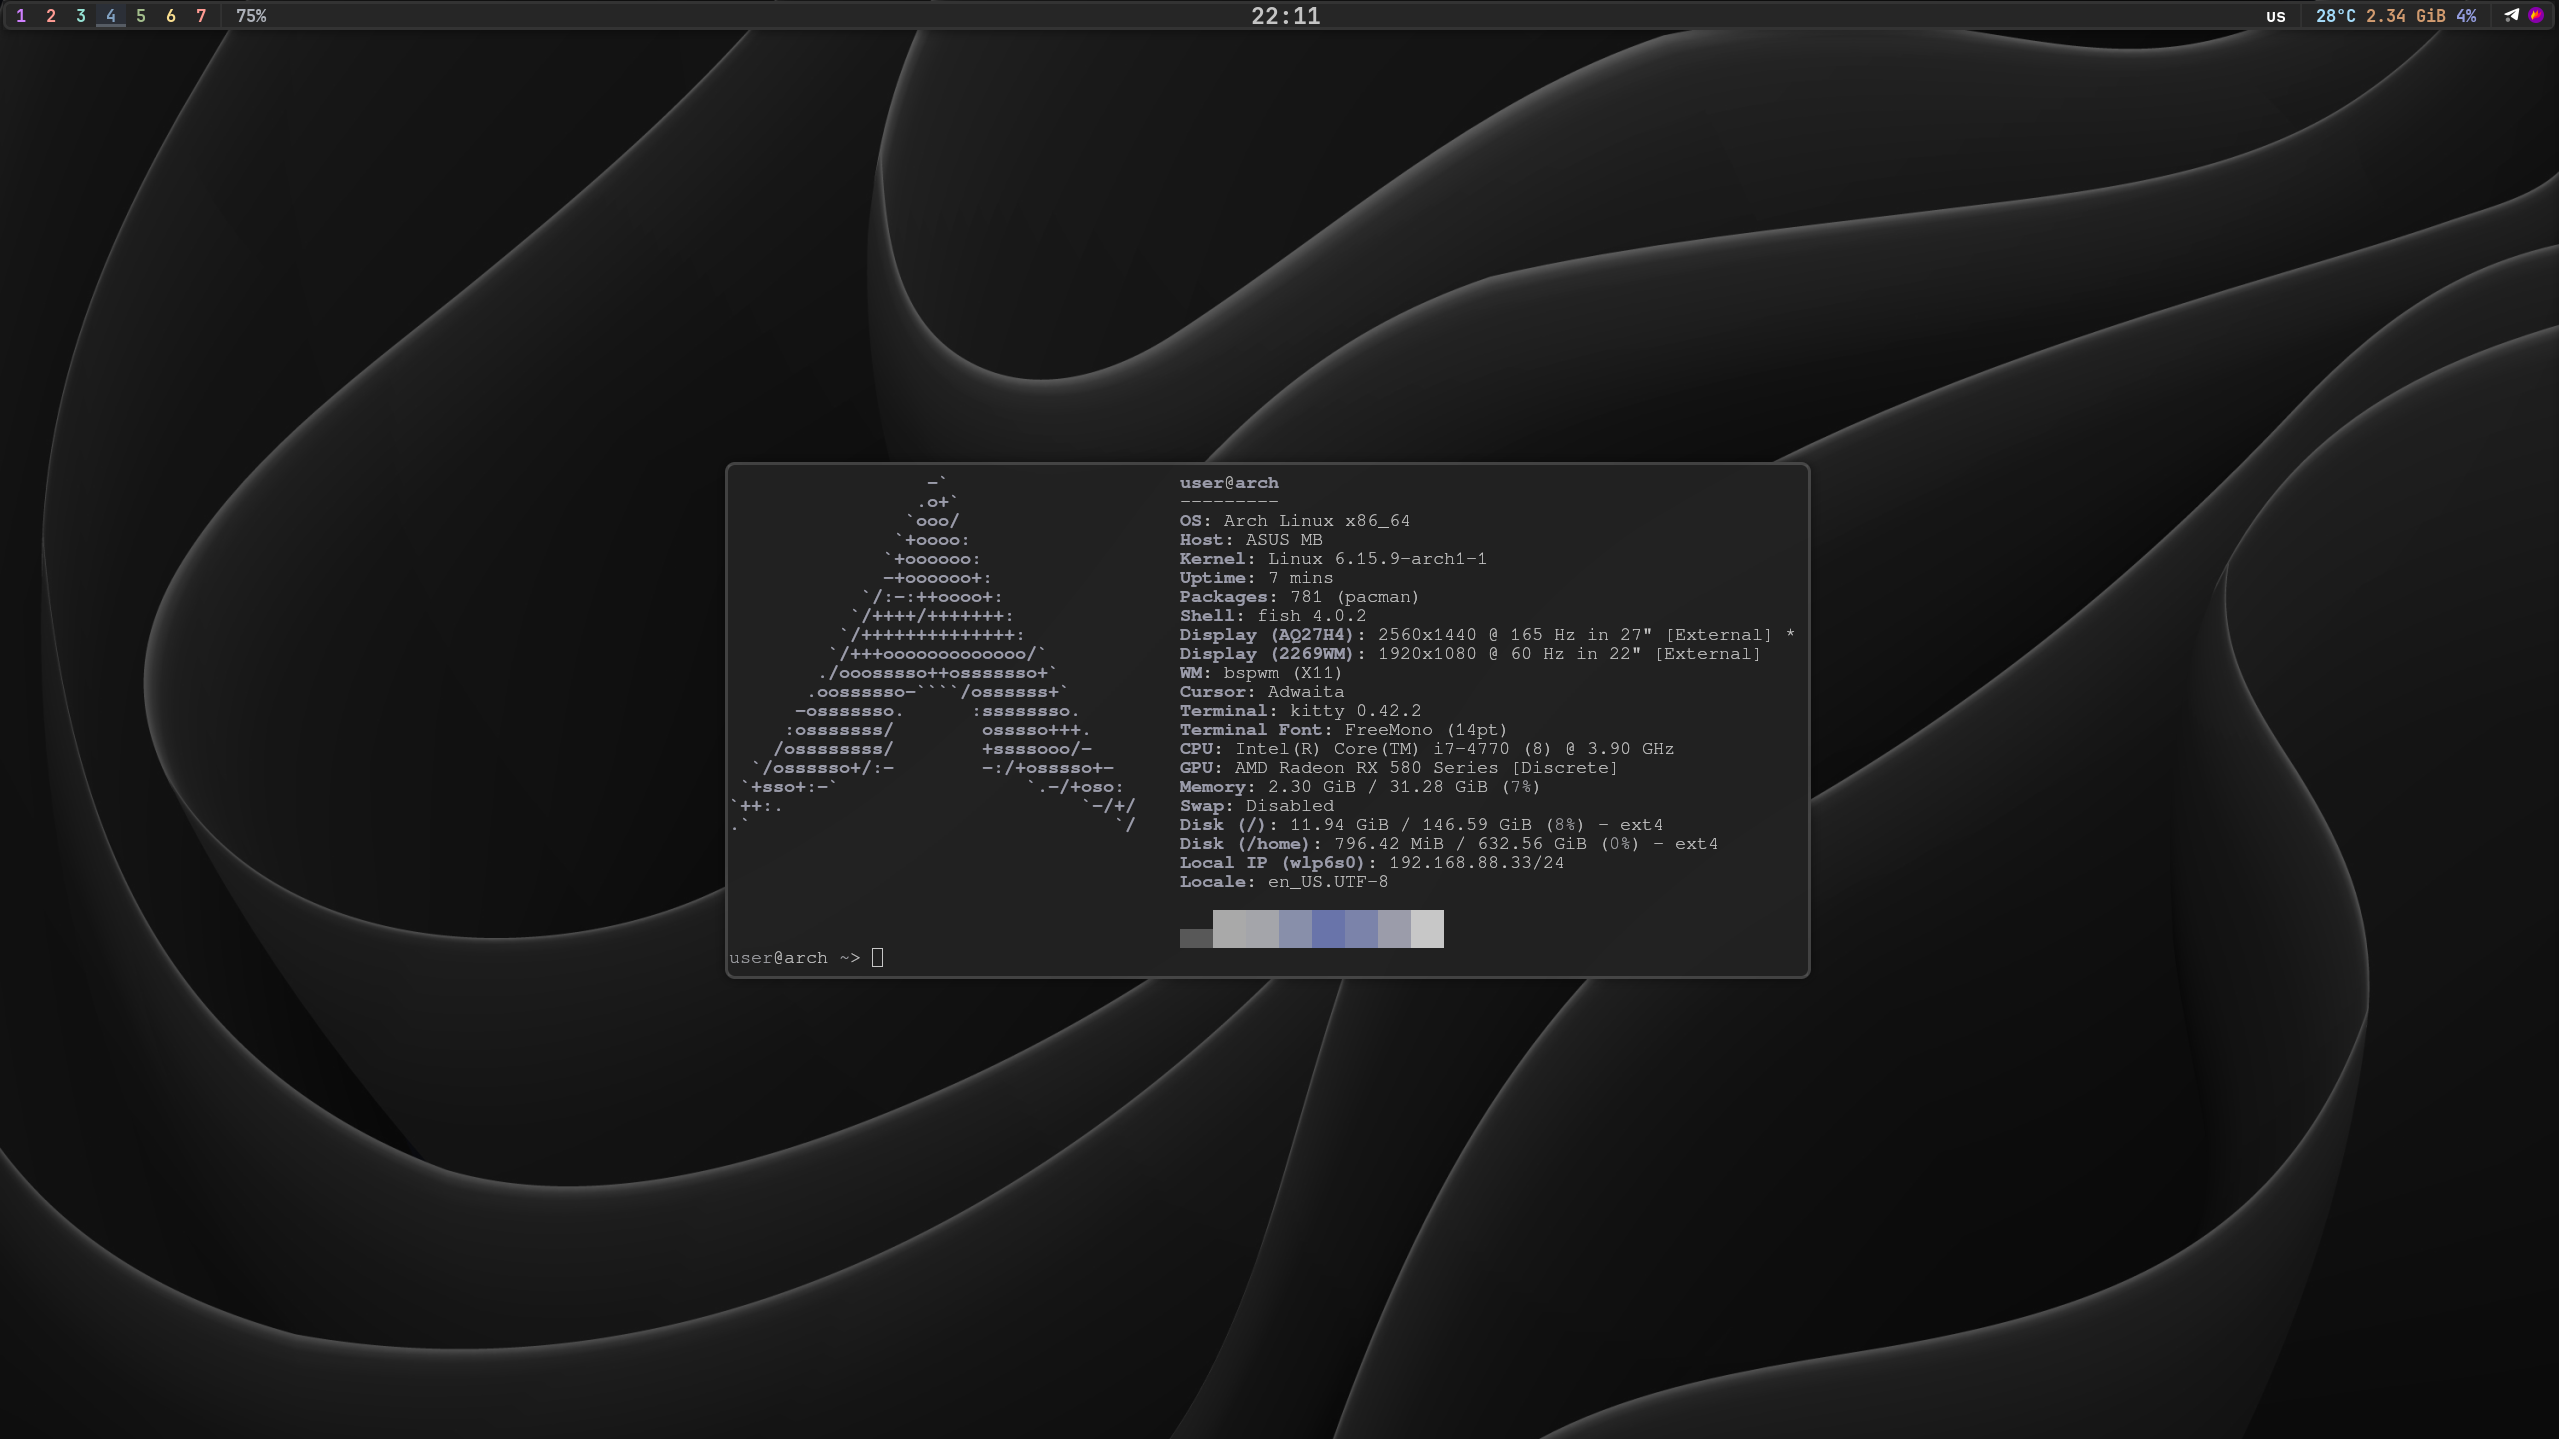 1 2 3 4 5 6 7 75% 22:11 us 28°C 2.34 GiB 4%
                  -`
                 .o+`
                `ooo/
               `+oooo:
              `+oooooo:
              -+oooooo+:
            `/:-:++oooo+:
           `/++++/+++++++:
          `/++++++++++++++:
         `/+++ooooooooooooo/`
        ./ooosssso++osssssso+`
       .oossssso-````/ossssss+`
      -osssssso.      :ssssssso.
     :osssssss/        osssso+++.
    /ossssssss/        +ssssooo/-
  `/ossssso+/:-        -:/+osssso+-
 `+sso+:-`                 `.-/+oso:
`++:.                           `-/+/
.`                                 `/
user@arch
---------
OS: Arch Linux x86_64
Host: ASUS MB
Kernel: Linux 6.15.9-arch1-1
Uptime: 7 mins
Packages: 781 (pacman)
Shell: fish 4.0.2
Display (AQ27H4): 2560x1440 @ 165 Hz in 27" [External] *
Display (2269WM): 1920x1080 @ 60 Hz in 22" [External]
WM: bspwm (X11)
Cursor: Adwaita
Terminal: kitty 0.42.2
Terminal Font: FreeMono (14pt)
CPU: Intel(R) Core(TM) i7-4770 (8) @ 3.90 GHz
GPU: AMD Radeon RX 580 Series [Discrete]
Memory: 2.30 GiB / 31.28 GiB (7%)
Swap: Disabled
Disk (/): 11.94 GiB / 146.59 GiB (8%) - ext4
Disk (/home): 796.42 MiB / 632.56 GiB (0%) - ext4
Local IP (wlp6s0): 192.168.88.33/24
Locale: en_US.UTF-8
user@arch ~>